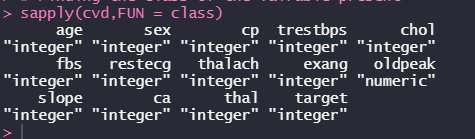 > sapply(cvd,FUN = class)
      age       sex        cp  trestbps      chol
"integer" "integer" "integer" "integer" "integer"
      fbs   restecg   thalach     exang   oldpeak
"integer" "integer" "integer" "integer" "numeric"
    slope        ca      thal    target
"integer" "integer" "integer" "integer"
>